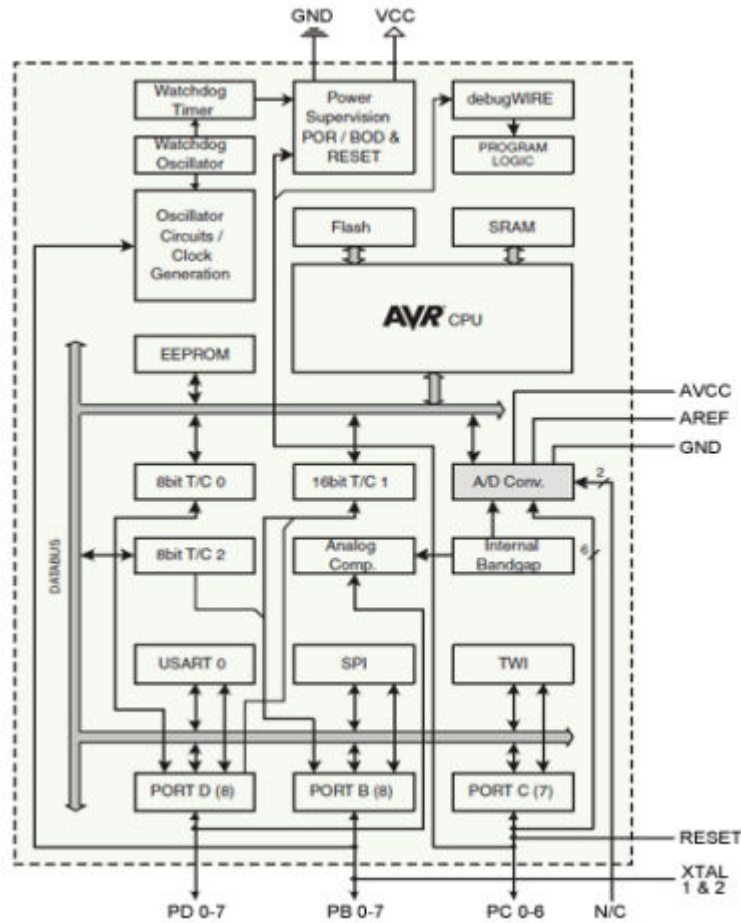 GND VCC
Watchdog
Timer
Power
Supervision
POR / BOD &
RESET
debugWIRE
Watchdog
Oscillator
PROGRAM
LOGIC
Oscillator
Circuits /
Clock
Generation
Flash
SRAM
AVR CPU
EEPROM
AVCC
AREF
GND
8bit T/C 0
16bit T/C 1
A/D Conv.
2
DATABUS
8bit T/C 2
Analog
Comp.
Internal
Bandgap
6
USART 0
SPI
TWI
PORT D (8)
PORT B (8)
PORT C (7)
RESET
XTAL
1 & 2
PD 0-7 PB 0-7 PC 0-6 N/C